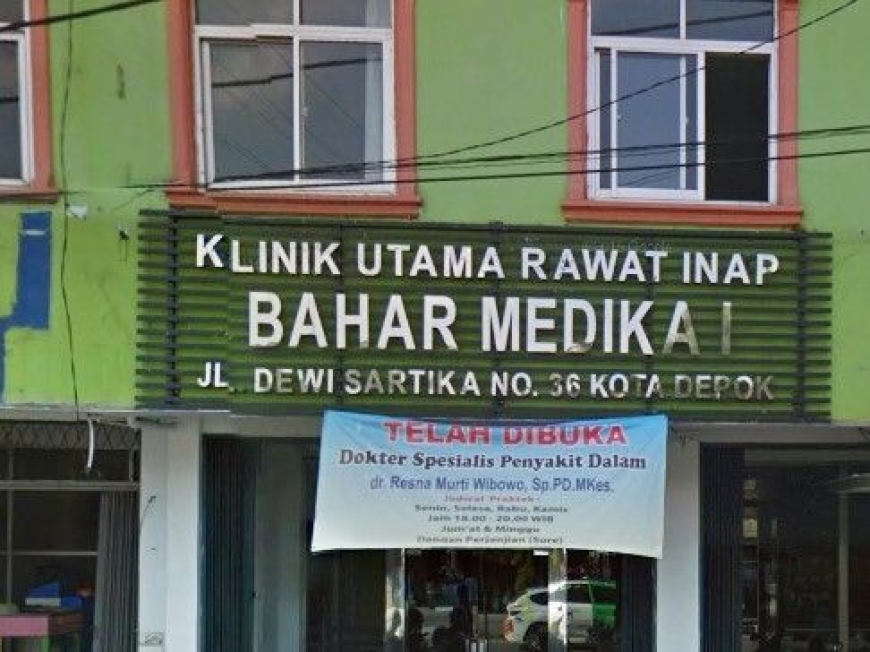 KLINIK UTAMA RAWAT INAP
BAHAR MEDIKA I
JL. DEWI SARTIKA NO. 36 KOTA DEPOK
TELAH DIBUKA
Dokter Spesialis Penyakit Dalam
dr. Resna Murti Wibowo, Sp.PD.MKes.
Jadwal Praktek
Senin, Selasa, Rabu, Kamis
Jam 18.00 - 20.00 WIB
Jum'at & Minggu
Dengan Perjanjian (Sore)